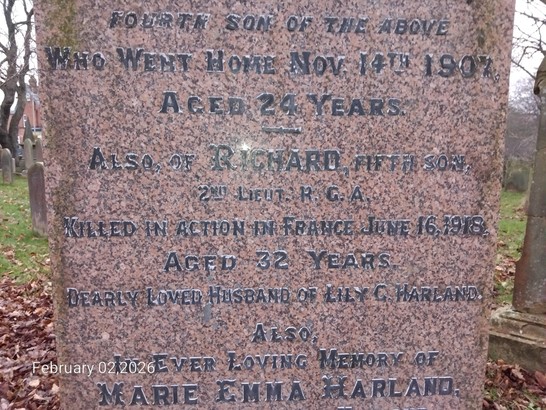 FOURTH SON OF THE ABOVE
WHO WENT HOME NOV. 14TH 1907,
AGED 24 YEARS.
ALSO, OF RICHARD, FIFTH SON,
2ND LIEUT. R.G.A.
KILLED IN ACTION IN FRANCE JUNE 16, 1918.
AGED 32 YEARS.
DEARLY LOVED HUSBAND OF LILY G. HARLAND.
ALSO,
IN EVER LOVING MEMORY OF
MARIE EMMA HARLAND,
February 02,2026